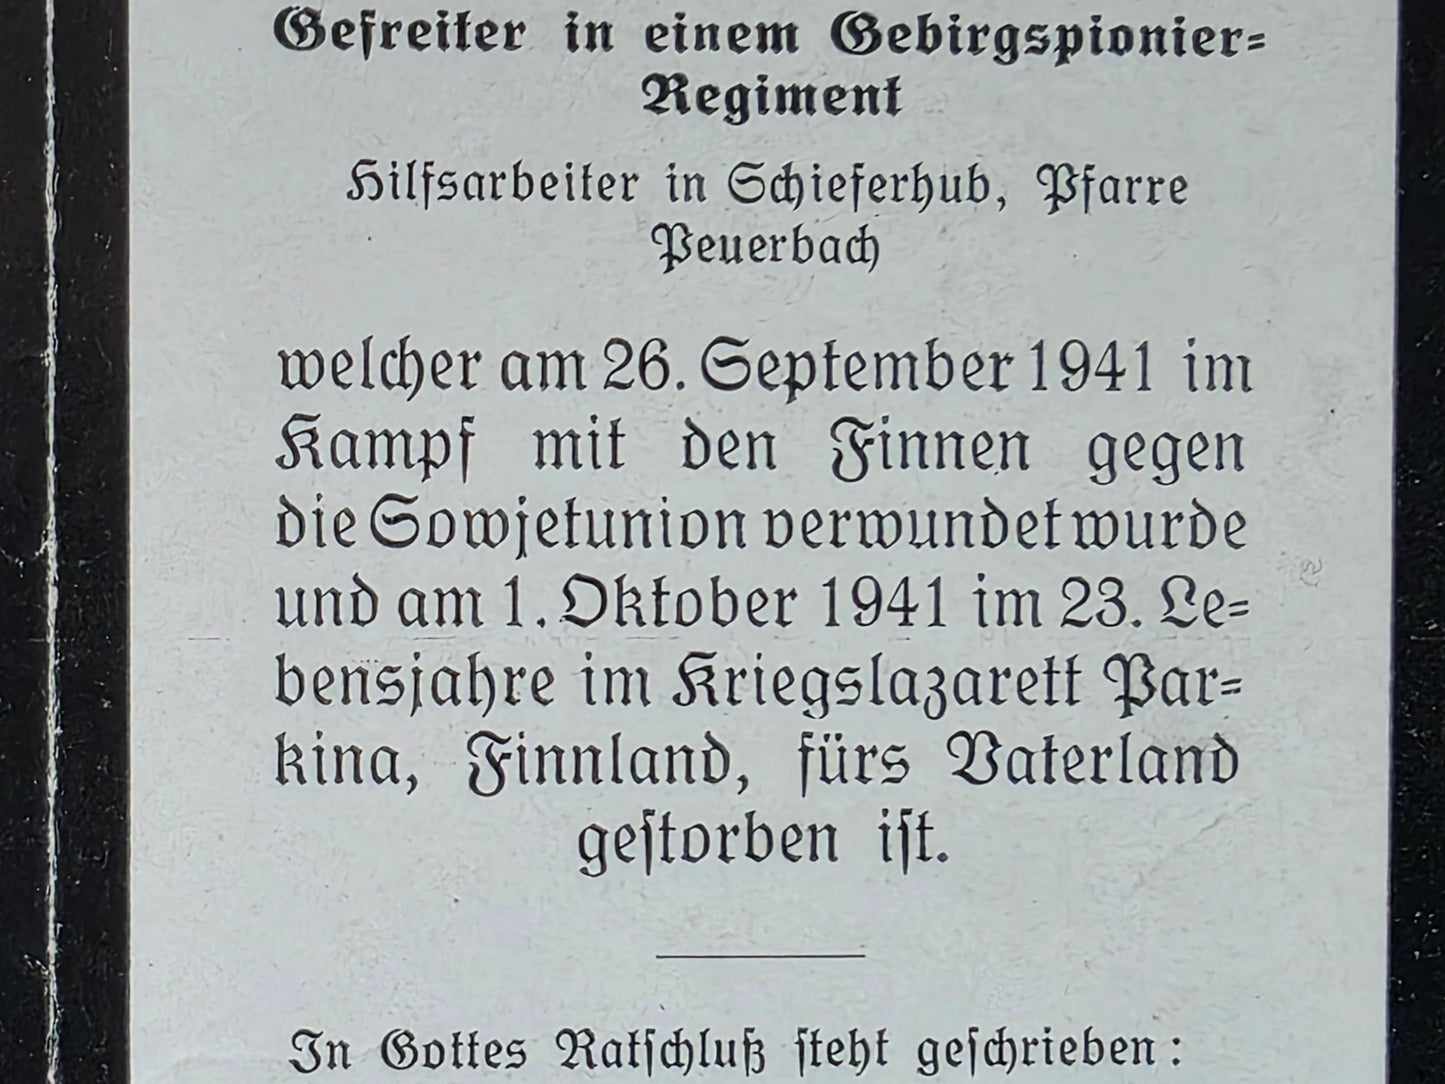 Gefreiter in einem Gebirgspionier-
Regiment
Hilfsarbeiter in Schieferhub, Pfarre
Peuerbach
welcher am 26. September 1941 im
Kampf mit den Finnen gegen
die Sowjetunion verwundet wurde
und am 1. Oktober 1941 im 23. Le-
bensjahre im Kriegslazarett Par-
kina, Finnland, fürs Vaterland
geſtorben iſt.
In Gottes Ratſchluß ſteht geſchrieben: